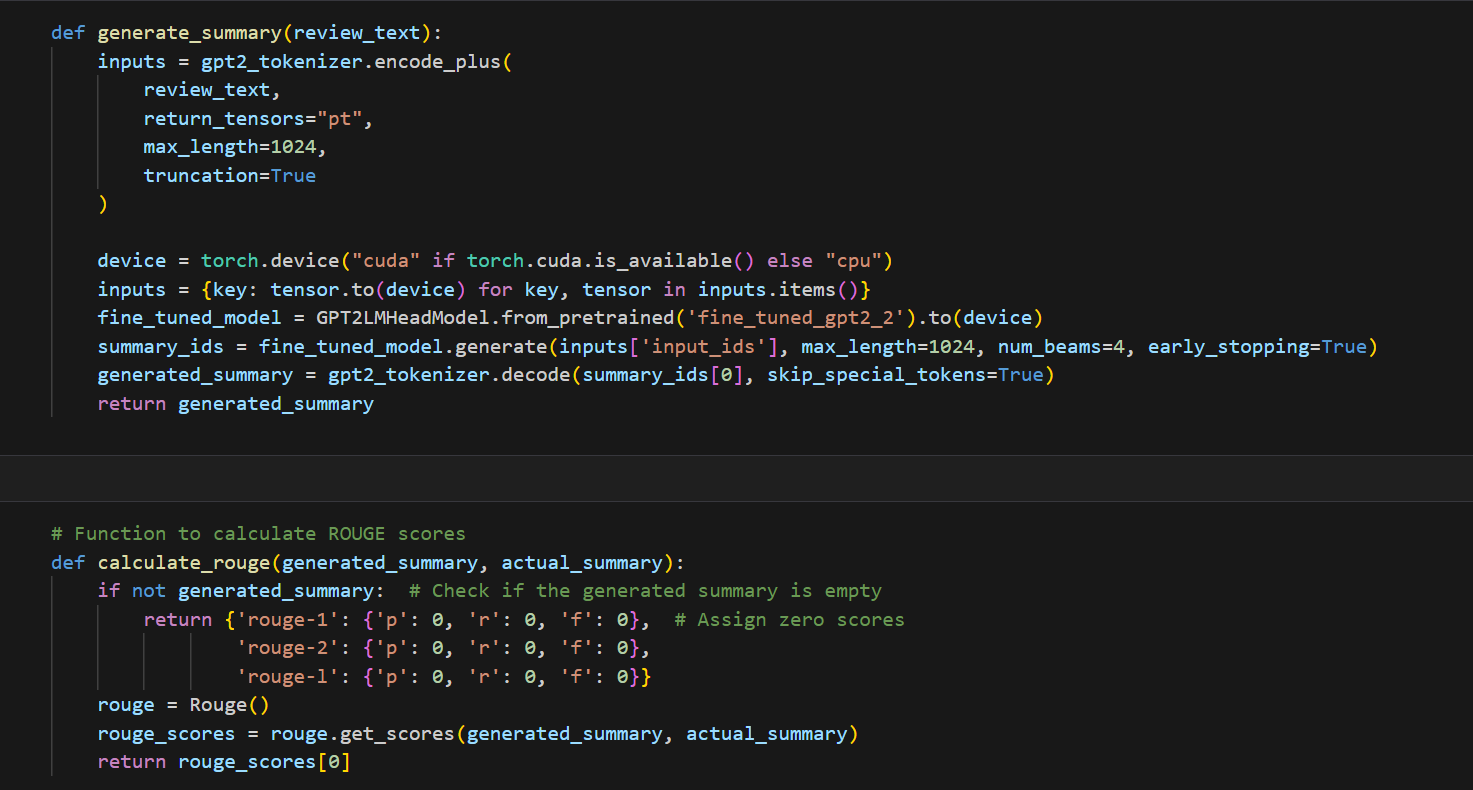 def generate_summary(review_text):
    inputs = gpt2_tokenizer.encode_plus(
        review_text,
        return_tensors="pt",
        max_length=1024,
        truncation=True
    )
    device = torch.device("cuda" if torch.cuda.is_available() else "cpu")
    inputs = {key: tensor.to(device) for key, tensor in inputs.items()}
    fine_tuned_model = GPT2LMHeadModel.from_pretrained('fine_tuned_gpt2_2').to(device)
    summary_ids = fine_tuned_model.generate(inputs['input_ids'], max_length=1024, num_beams=4, early_stopping=True)
    generated_summary = gpt2_tokenizer.decode(summary_ids[0], skip_special_tokens=True)
    return generated_summary
# Function to calculate ROUGE scores
def calculate_rouge(generated_summary, actual_summary):
    if not generated_summary:  # Check if the generated summary is empty
        return {'rouge-1': {'p': 0, 'r': 0, 'f': 0},  # Assign zero scores
                'rouge-2': {'p': 0, 'r': 0, 'f': 0},
                'rouge-l': {'p': 0, 'r': 0, 'f': 0}}
    rouge = Rouge()
    rouge_scores = rouge.get_scores(generated_summary, actual_summary)
    return rouge_scores[0]